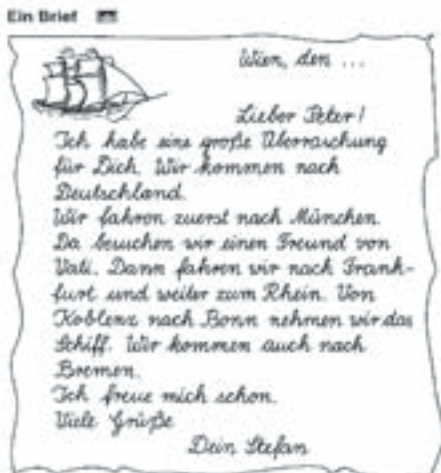 Ein Brief
Wien, den ...
Lieber Peter!
Ich habe eine große Überraschung
für Dich. Wir kommen nach
Deutschland.
Wir fahren zuerst nach München.
Da besuchen wir einen Freund von
Vati. Dann fahren wir nach Frank-
furt und weiter zum Rhein. Von
Koblenz nach Bonn nehmen wir das
Schiff. Wir kommen auch nach
Bremen.
Ich freue mich schon.
Viele Grüße
Dein Stefan